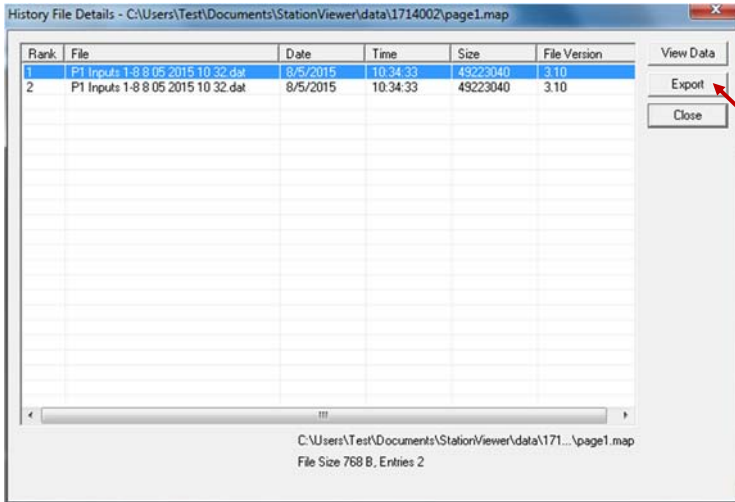 History File Details - C:\Users\Test\Documents\StationViewer\data\1714002\page1.map
Rank File Date Time Size File Version
1 P1 Inputs 1-8 8 05 2015 10 32.dat 8/5/2015 10:34:33 49223040 3.10
2 P1 Inputs 1-8 8 05 2015 10 32.dat 8/5/2015 10:34:33 49223040 3.10
View Data
Export
Close
C:\Users\Test\Documents\StationViewer\data\171...\page1.map
File Size 768 B, Entries 2